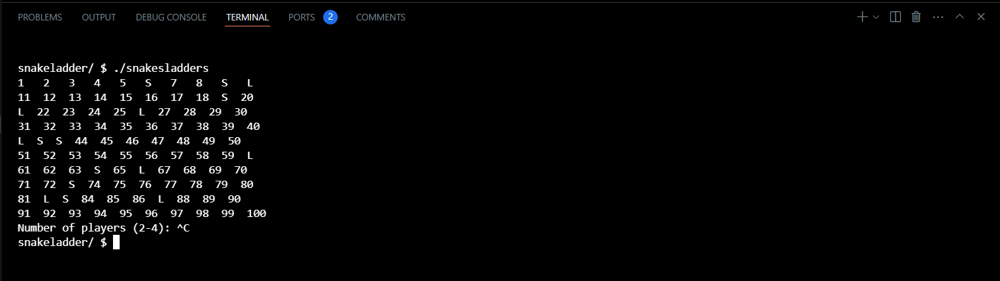 PROBLEMS OUTPUT DEBUG CONSOLE TERMINAL PORTS 2 COMMENTS
snakeladder/ $ ./snakesladders
1   2   3   4   5   S   7   8   S   L
11  12  13  14  15  16  17  18  S  20
L  22  23  24  25  L  27  28  29  30
31  32  33  34  35  36  37  38  39  40
L  S  S  44  45  46  47  48  49  50
51  52  53  54  55  56  57  58  59  L
61  62  63  S  65  L  67  68  69  70
71  72  S  74  75  76  77  78  79  80
81  L  S  84  85  86  L  88  89  90
91  92  93  94  95  96  97  98  99  100
Number of players (2-4): ^C
snakeladder/ $